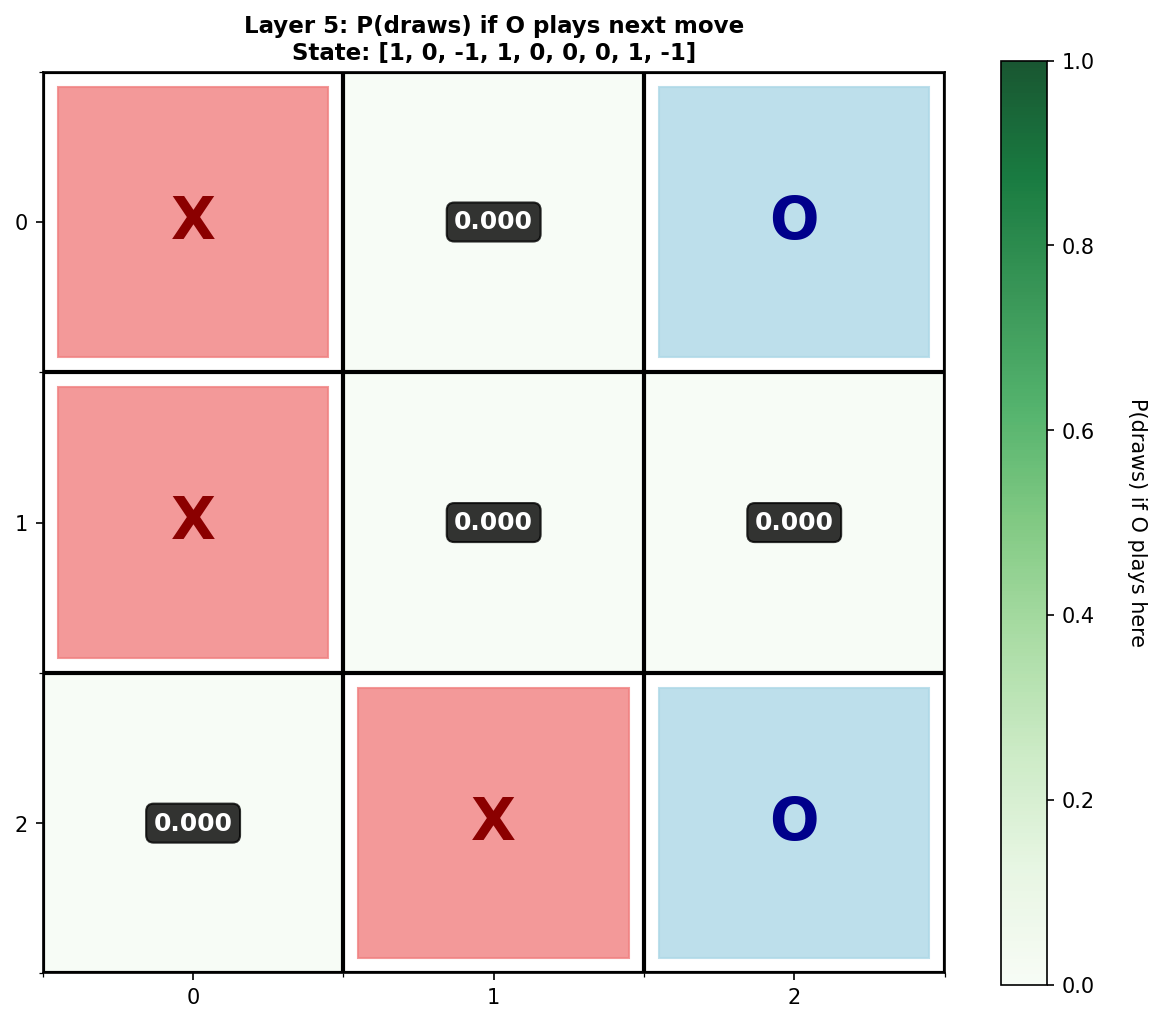 Layer 5: P(draws) if O plays next move
State: [1, 0, -1, 1, 0, 0, 0, 1, -1]
1.0
0.8
0.6
0.4
0.2
0.0
P(draws) if O plays here
0
X
0.000
O
1
X
0.000
0.000
2
0.000
X
O
0
1
2